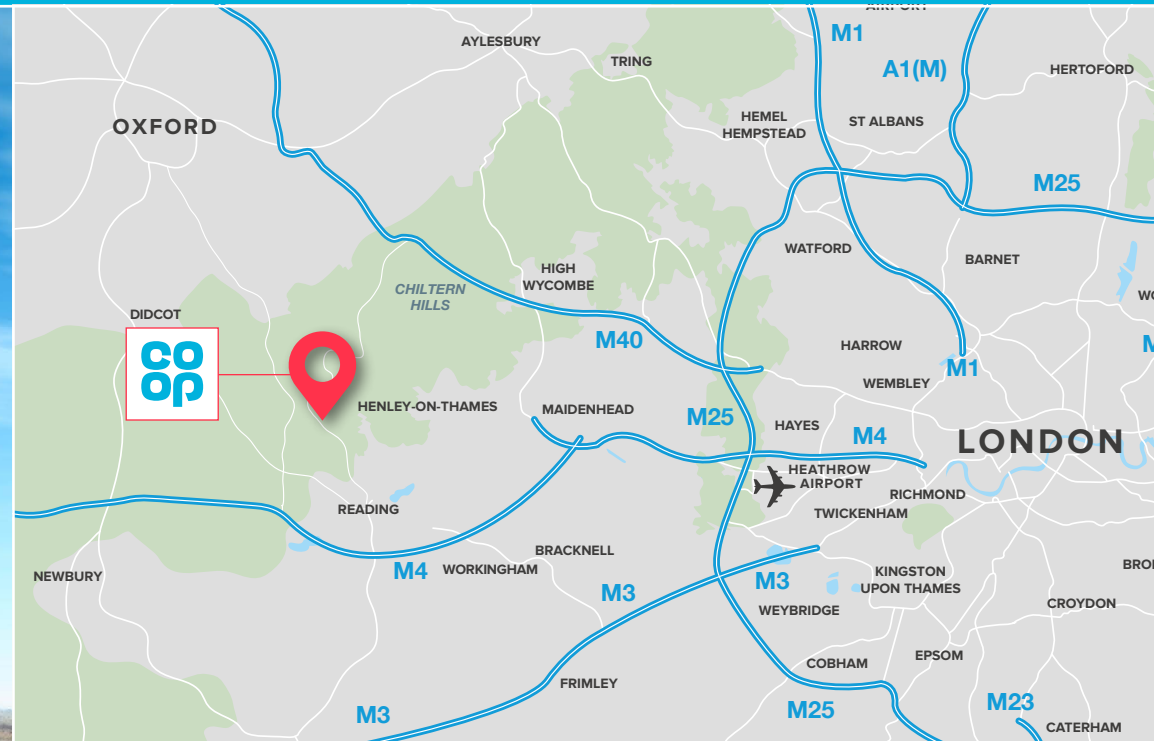 AIRPORT
M1
AYLESBURY
TRING
A1(M)
HERTOFORD
OXFORD
HEMEL
HEMPSTEAD
ST ALBANS
M25
WATFORD
BARNET
HIGH
WYCOMBE
CHILTERN
HILLS
DIDCOT
M40
HARROW
M
co
op
WEMBLEY
M1
HENLEY-ON-THAMES
MAIDENHEAD
M25
HAYES
M4
LONDON
HEATHROW
AIRPORT
RICHMOND
READING
TWICKENHAM
BRACKNELL
M4
WORKINGHAM
NEWBURY
M3
M3
KINGSTON
UPON THAMES
WEYBRIDGE
CROYDON
COBHAM
EPSOM
FRIMLEY
M3
M25
M23
CATERHAM